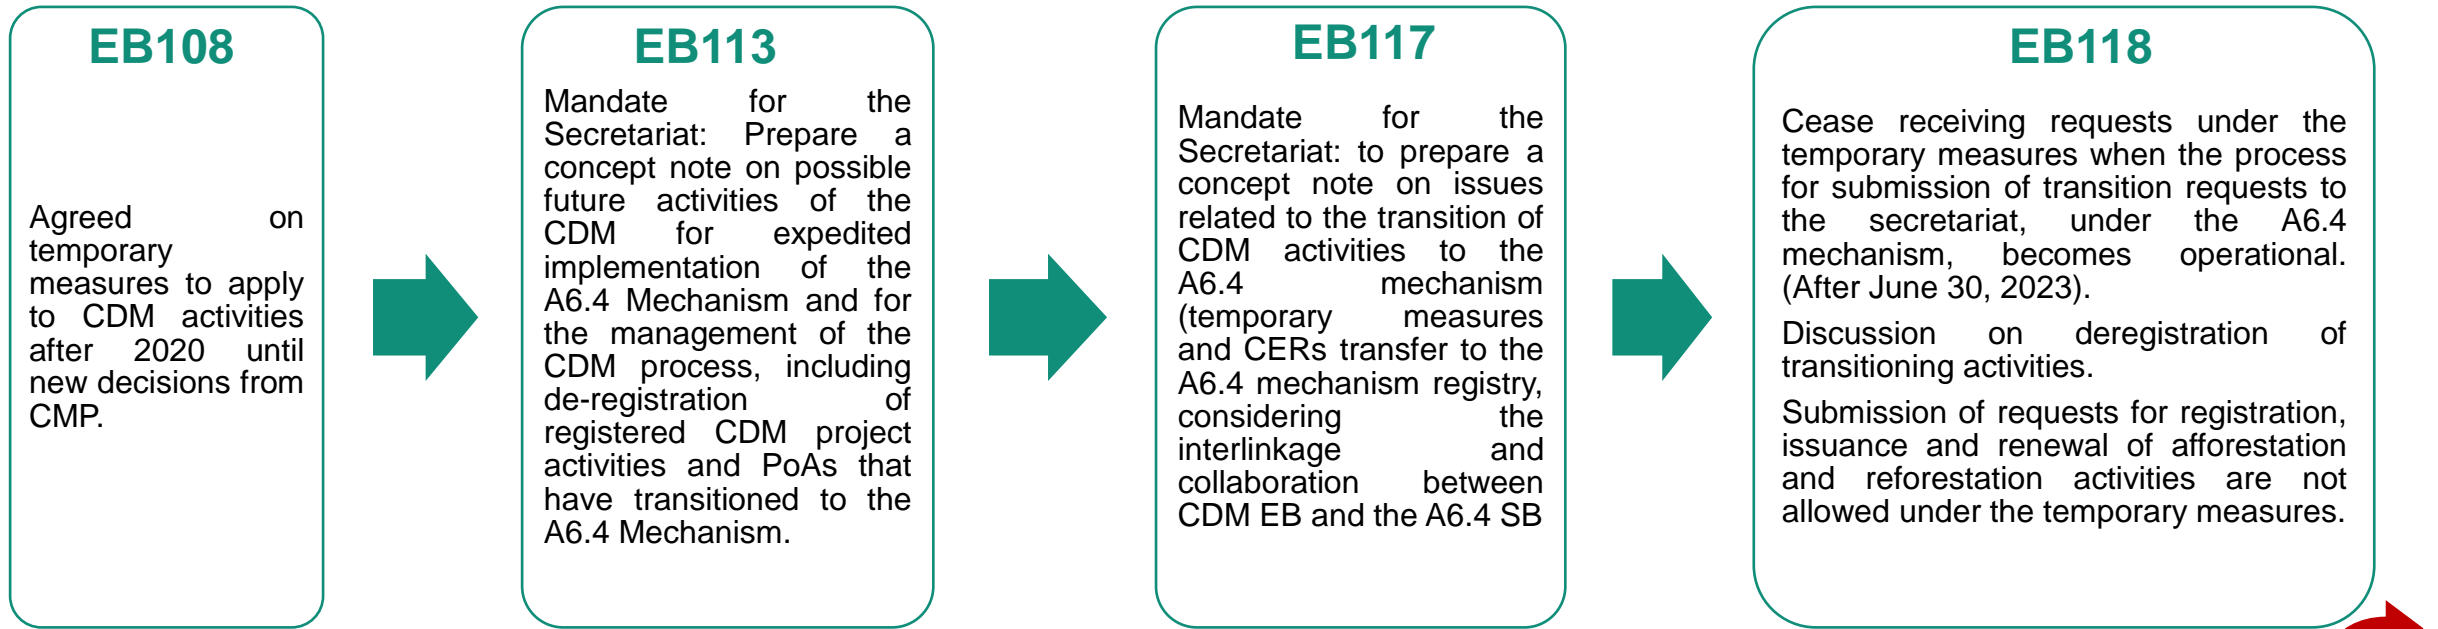 EB108
Agreed on
temporary
measures to apply
to CDM activities
after 2020 until
new decisions from
CMP.
EB113
Mandate for the
Secretariat: Prepare a
concept note on possible
future activities of the
CDM for expedited
implementation of the
A6.4 Mechanism and for
the management of the
CDM process, including
de-registration of
registered CDM project
activities and PoAs that
have transitioned to the
A6.4 Mechanism.
EB117
Mandate for the
Secretariat: to prepare a
concept note on issues
related to the transition of
CDM activities to the
A6.4 mechanism
(temporary measures
and CERs transfer to the
A6.4 mechanism registry,
considering the
interlinkage and
collaboration between
CDM EB and the A6.4 SB
EB118
Cease receiving requests under the
temporary measures when the process
for submission of transition requests to
the secretariat, under the A6.4
mechanism, becomes operational.
(After June 30, 2023).
Discussion on deregistration of
transitioning activities.
Submission of requests for registration,
issuance and renewal of afforestation
and reforestation activities are not
allowed under the temporary measures.